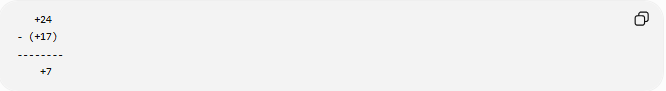 +24
- (+17)
--------
+7